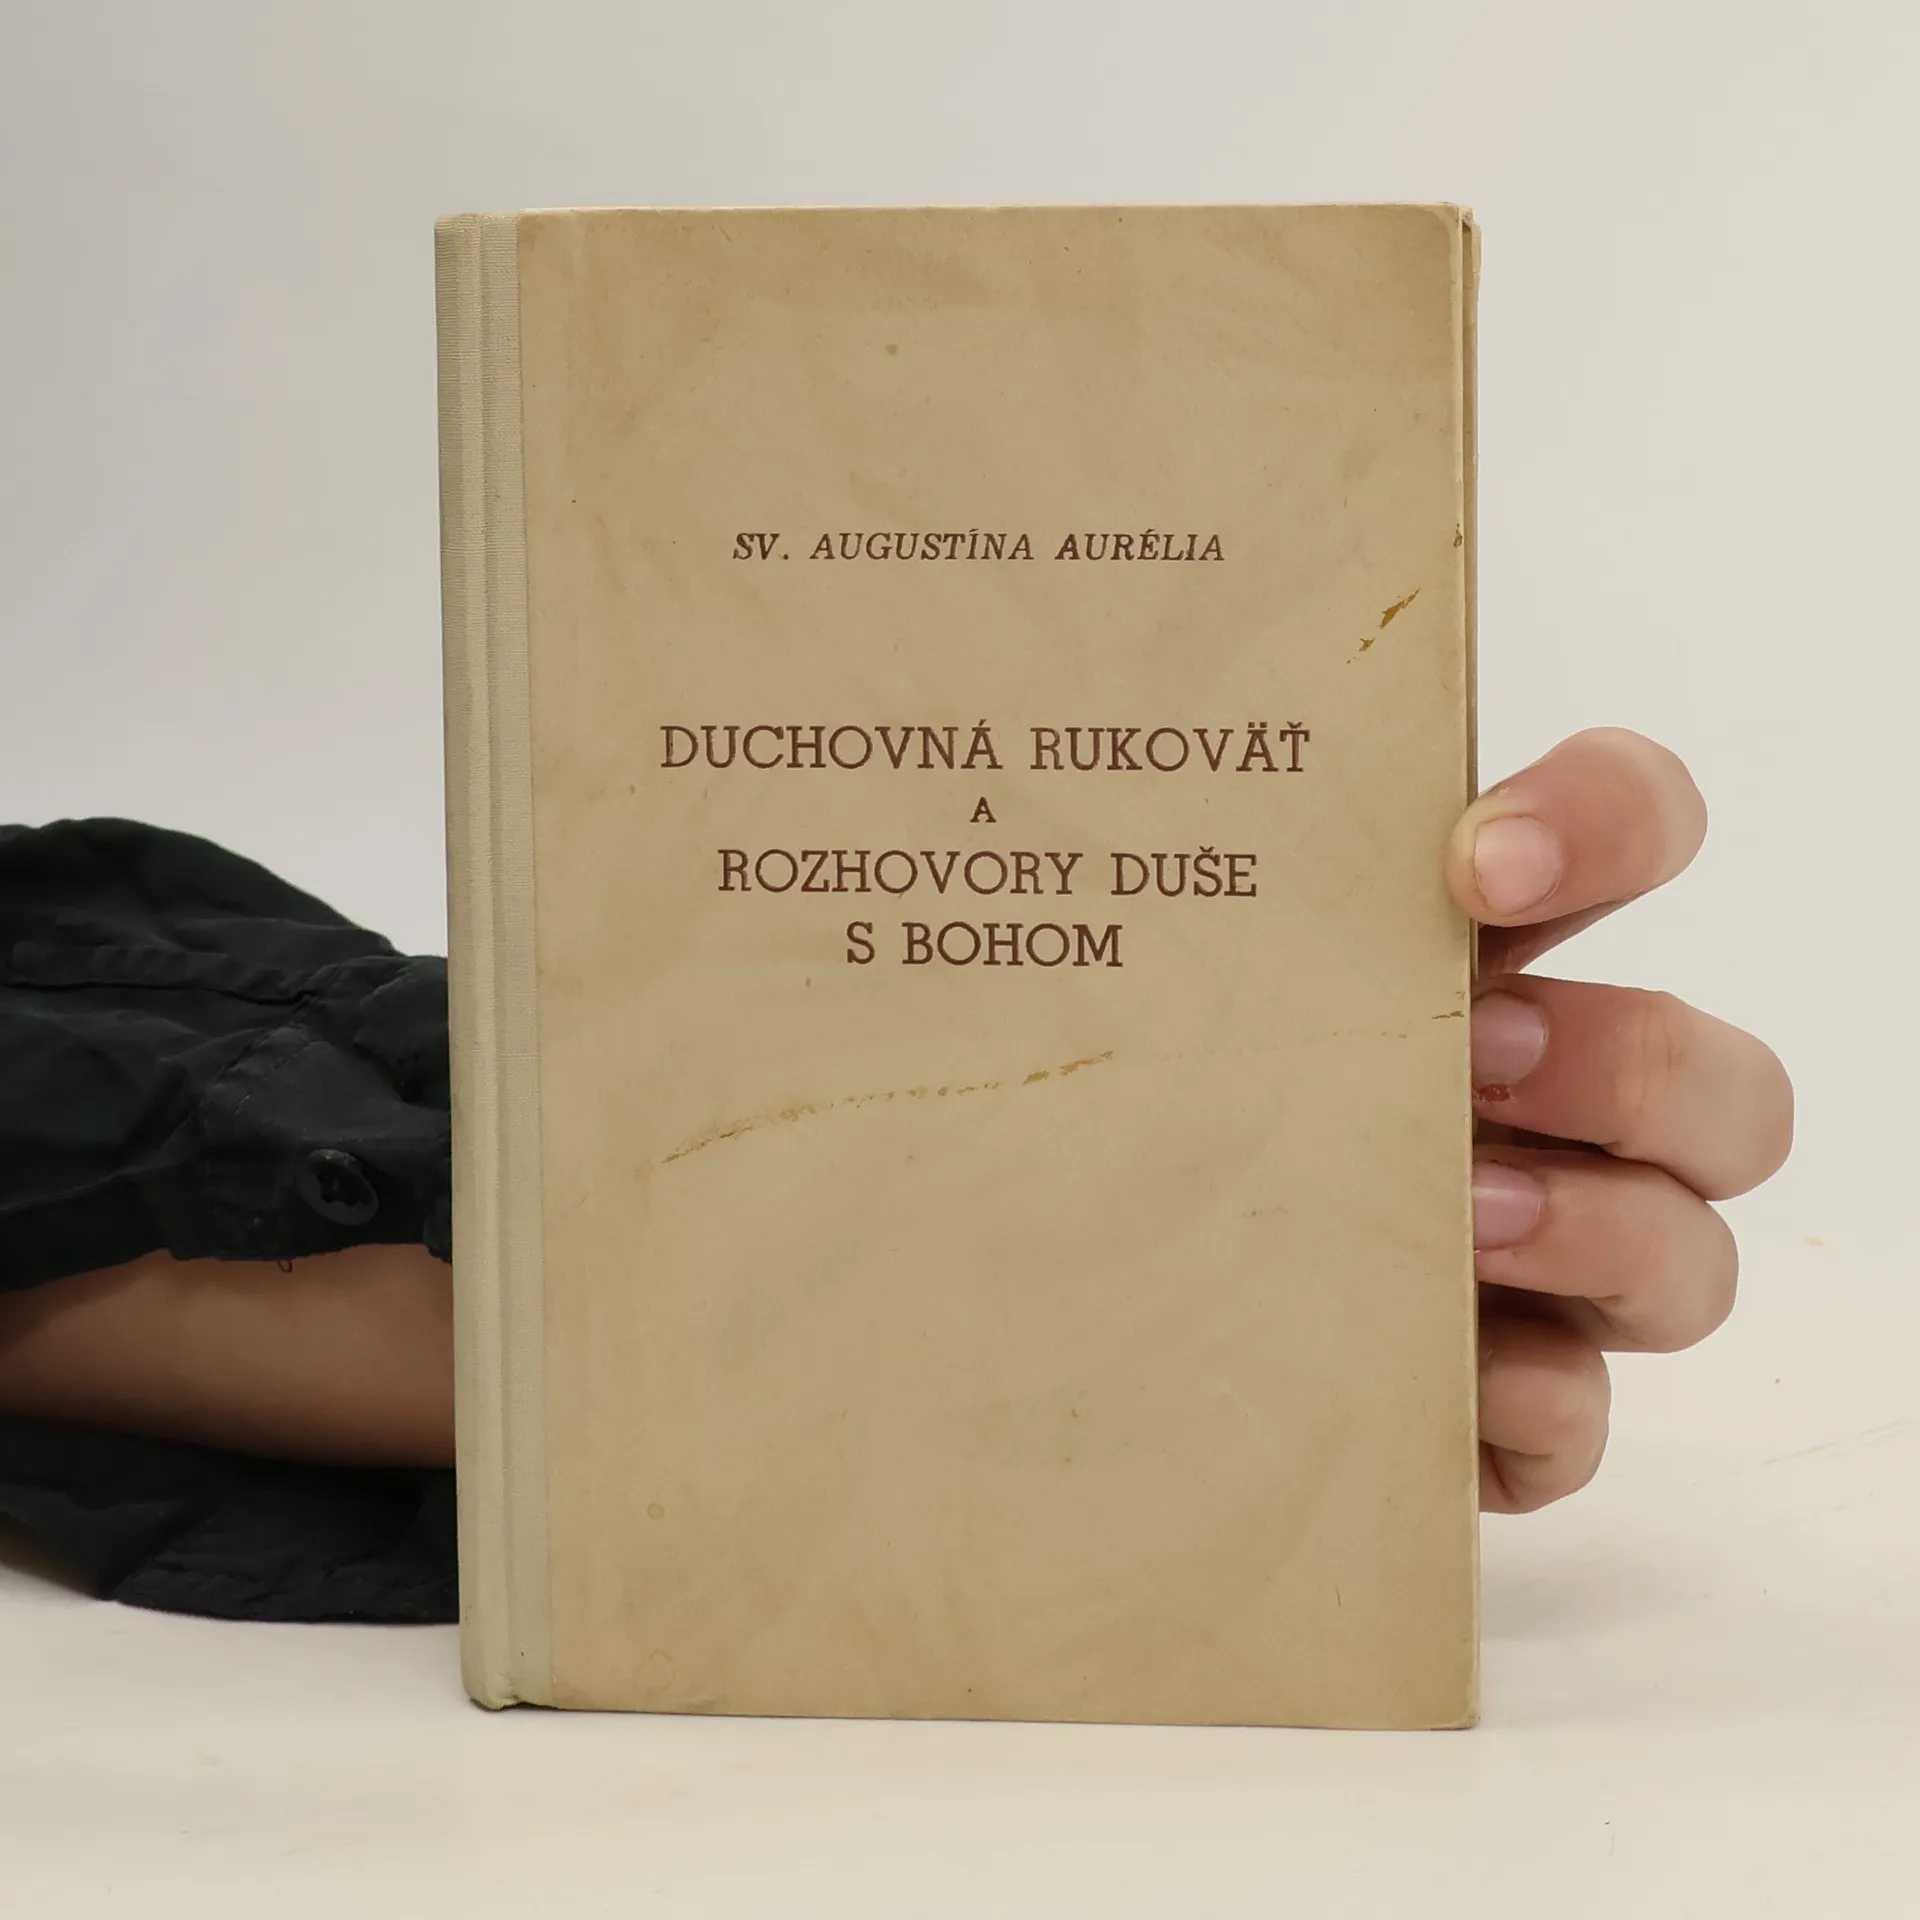 SV. AUGUSTÍNA AURÉLIA
DUCHOVNÁ RUKOVÄŤ
A
ROZHOVORY DUŠE
S BOHOM